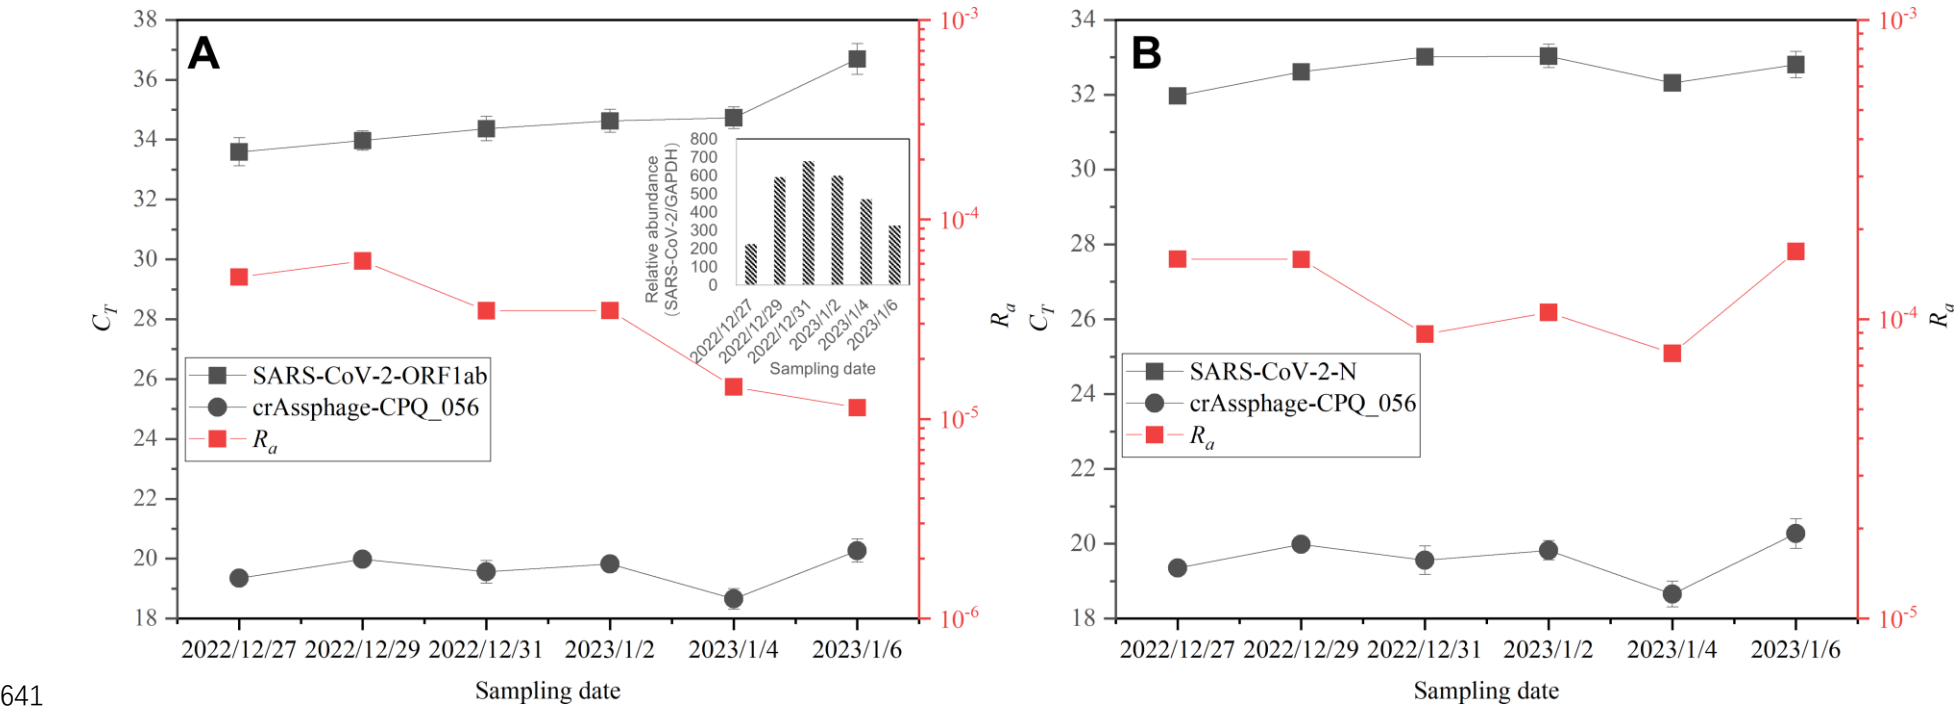 A
38
36
34
32
30
28
26
24
22
20
18
C_T
10^-3
10^-4
10^-5
10^-6
R_a
SARS-CoV-2-ORF1ab
crAssphage-CPQ_056
R_a
800
700
600
500
400
300
200
100
0
Relative abundance
(SARS-CoV-2/GAPDH)
2022/12/27
2022/12/29
2022/12/31
2023/1/2
2023/1/4
2023/1/6
Sampling date
2022/12/27 2022/12/29 2022/12/31 2023/1/2 2023/1/4 2023/1/6
Sampling date
B
34
32
30
28
26
24
22
20
18
C_T
10^-3
10^-4
10^-5
R_a
SARS-CoV-2-N
crAssphage-CPQ_056
R_a
2022/12/27 2022/12/29 2022/12/31 2023/1/2 2023/1/4 2023/1/6
Sampling date
641